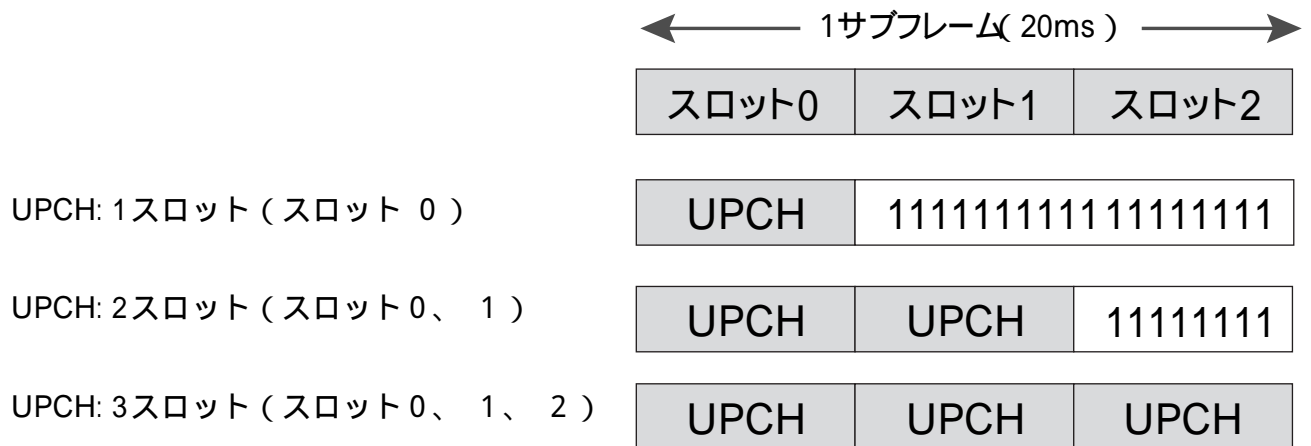 1サブフレーム（20ms）
スロット0 スロット1 スロット2
UPCH: 1スロット（スロット 0） UPCH 111111111111111111
UPCH: 2スロット（スロット0、 1） UPCH UPCH 11111111
UPCH: 3スロット（スロット0、 1、 2） UPCH UPCH UPCH